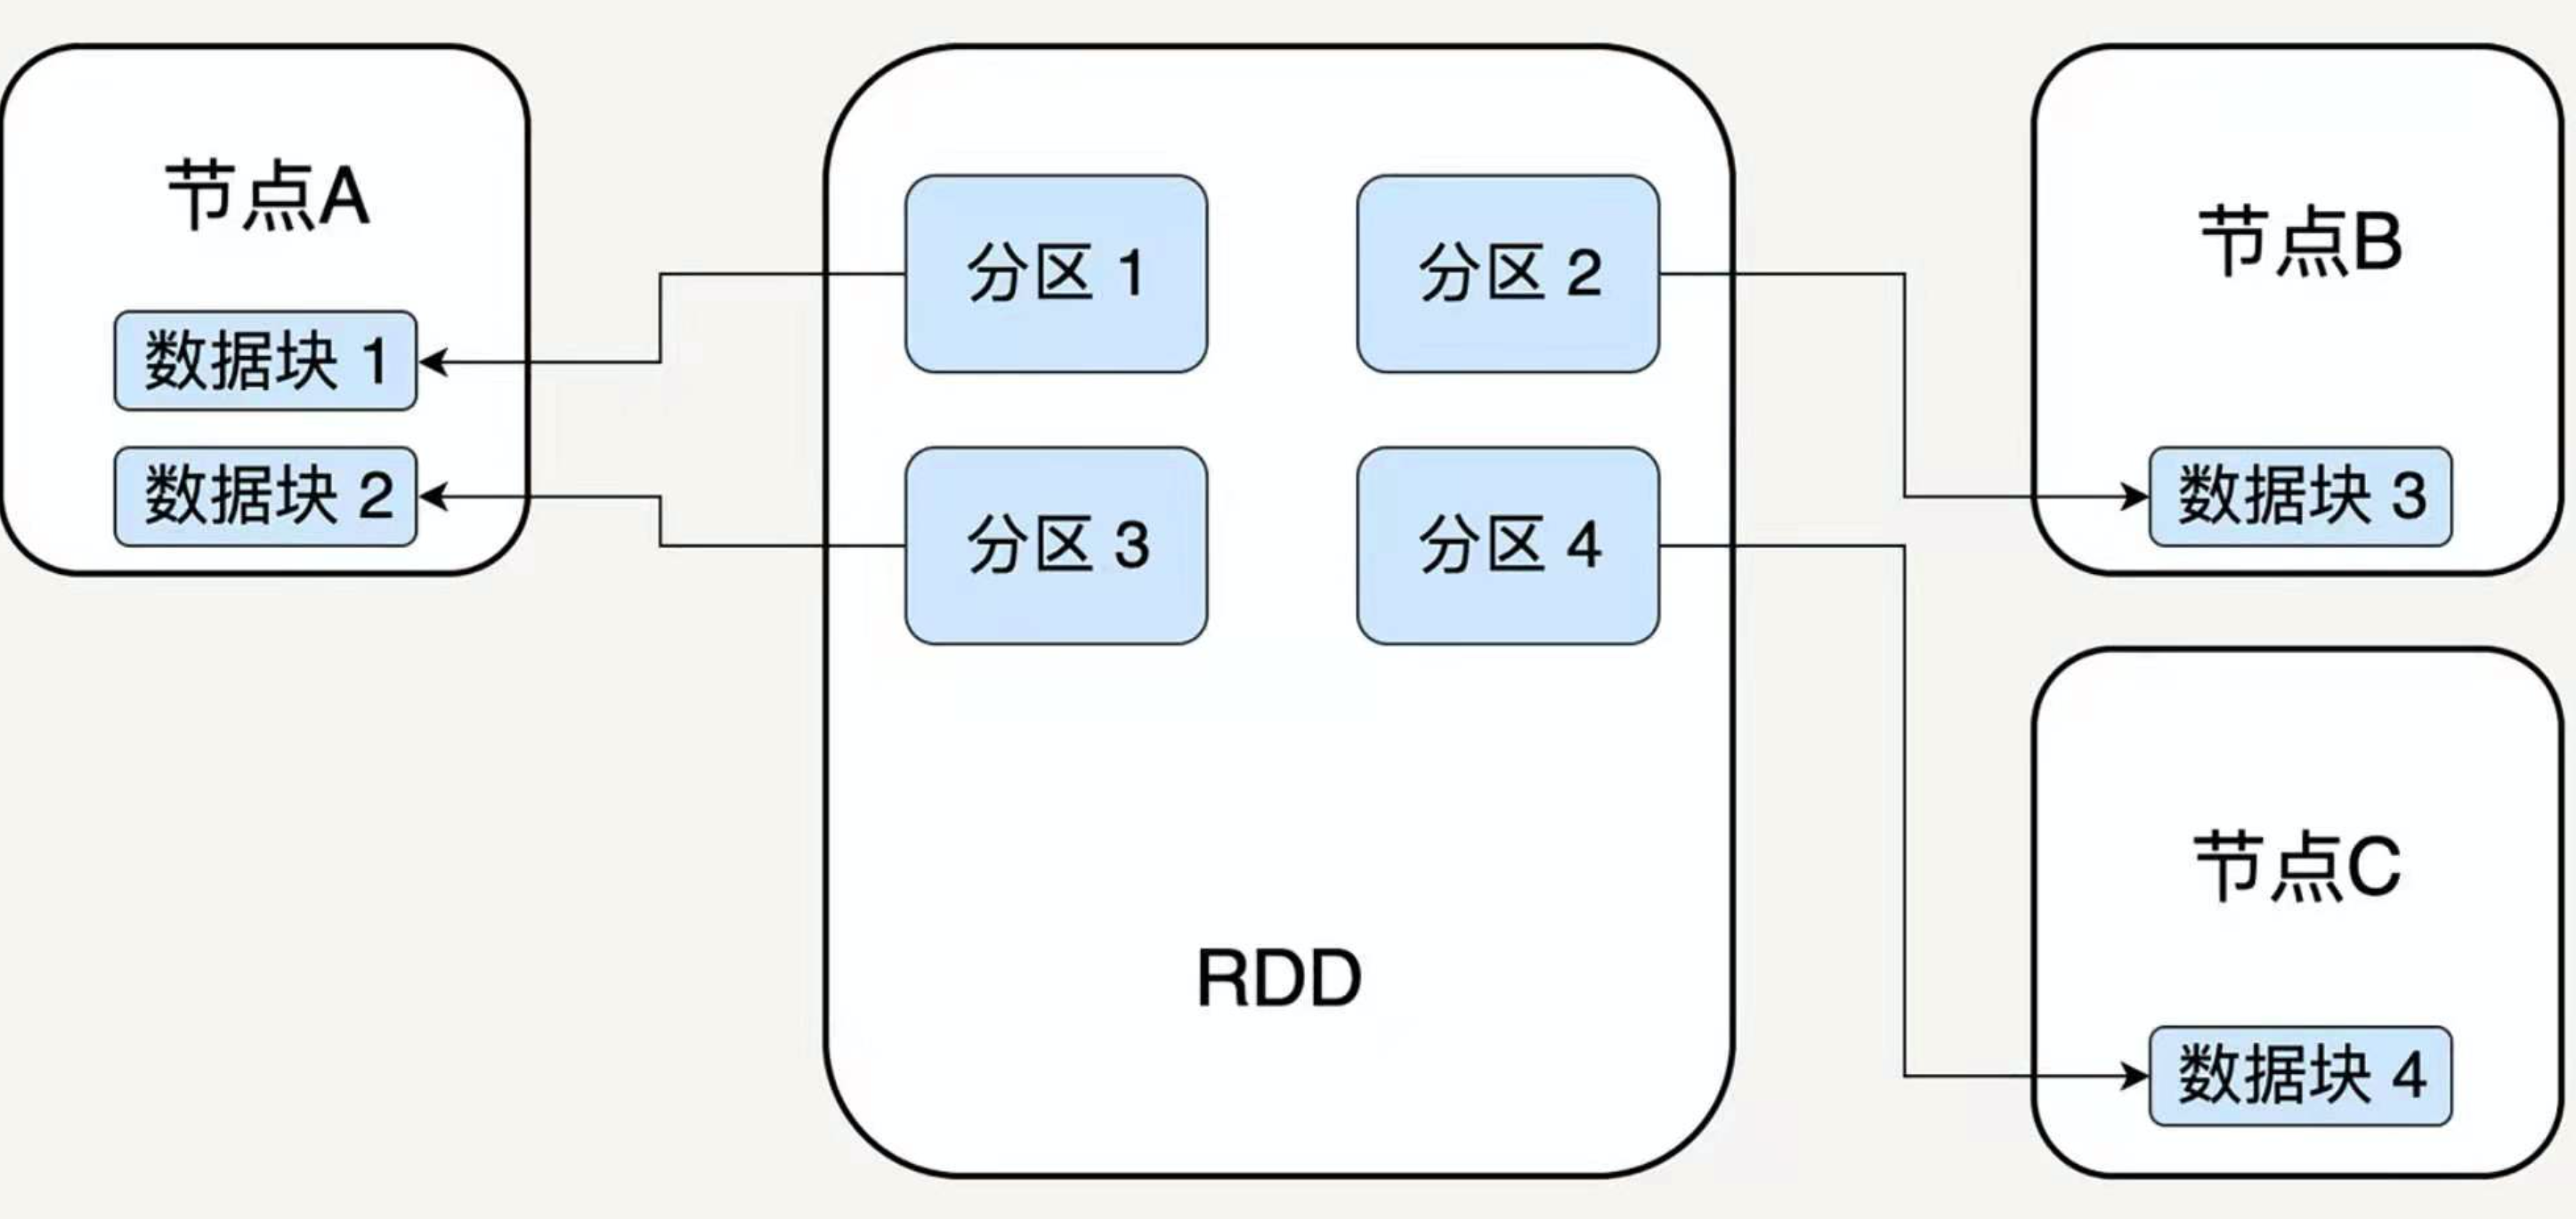 节点A
数据块 1
数据块 2
分区 1
分区 2
分区 3
分区 4
RDD
节点B
数据块 3
节点C
数据块 4